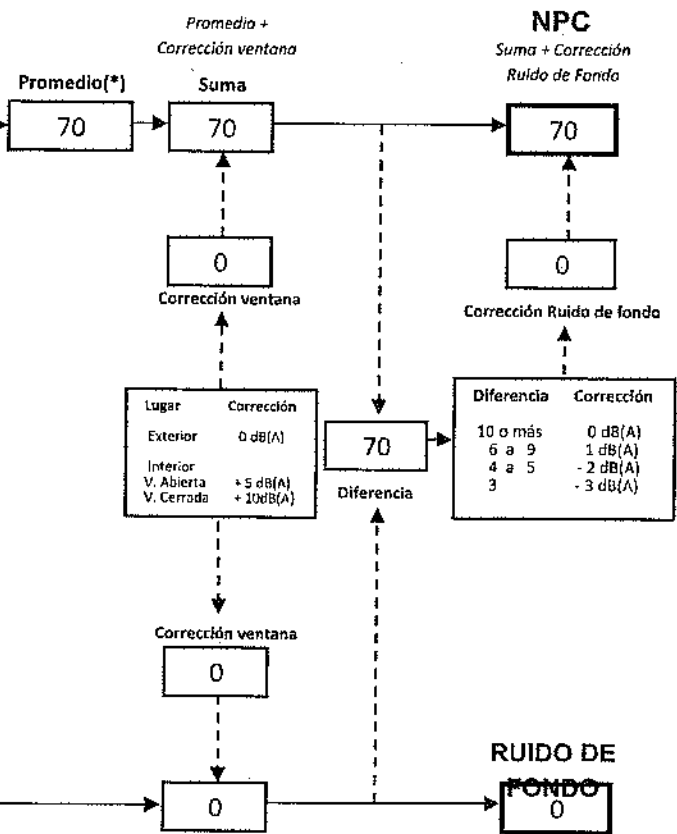 Promedio +
Corrección ventana
NPC
Suma + Corrección
Ruido de Fondo
Promedio(*)
Suma
70
70
70
0
0
Corrección ventana
Corrección Ruido de fondo
Lugar Corrección
Exterior 0 dB(A)
Interior
V. Abierta + 5 dB(A)
V. Cerrada + 10dB(A)
70
Diferencia
Diferencia Corrección
10 o más 0 dB(A)
6 a 9 1 dB(A)
4 a 5 - 2 dB(A)
3 - 3 dB(A)
Corrección ventana
0
0
RUIDO DE
FONDO
0